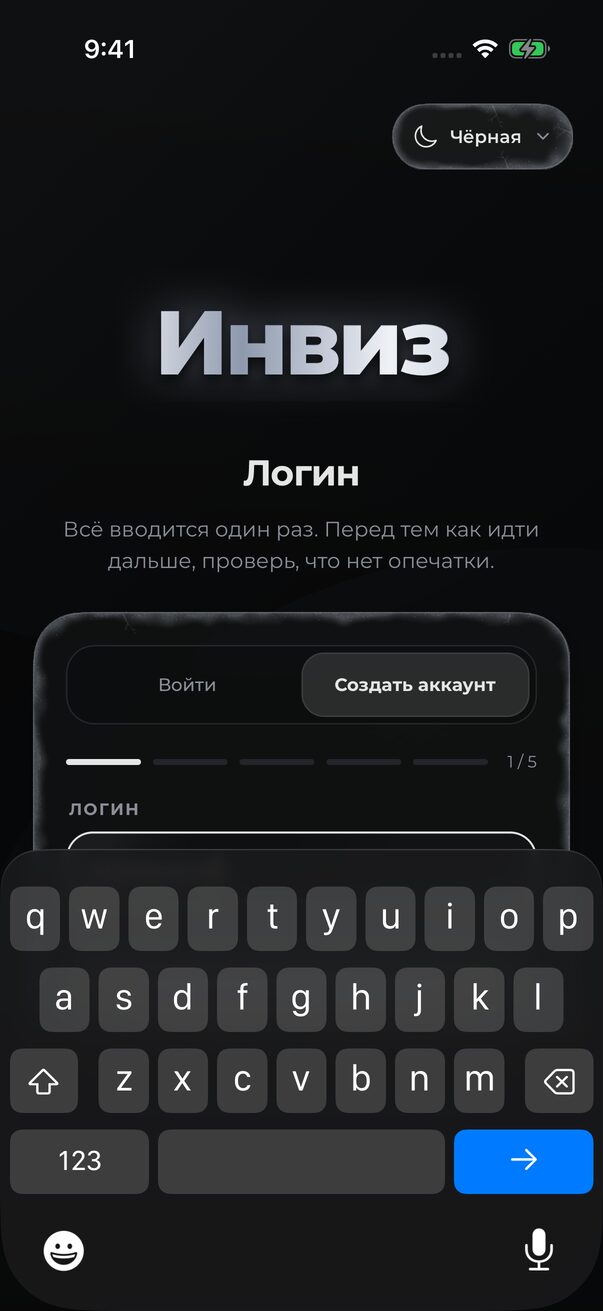 9:41
Чёрная
Инвиз
Логин
Всё вводится один раз. Перед тем как идти
дальше, проверь, что нет опечатки.
Войти
Создать аккаунт
1 / 5
ЛОГИН
q w e r t y u i o p
a s d f g h j k l
z x c v b n m
123